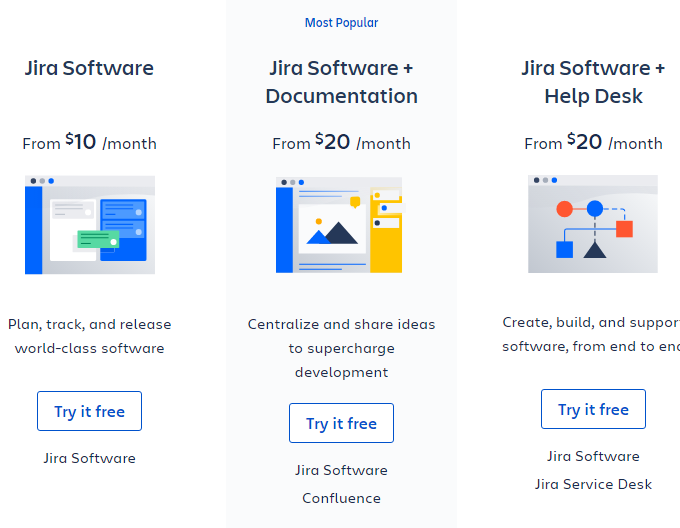 Most Popular
Jira Software
From $10 /month
Plan, track, and release
world-class software
Try it free
Jira Software
Jira Software +
Documentation
From $20 /month
Centralize and share ideas
to supercharge
development
Try it free
Jira Software
Confluence
Jira Software +
Help Desk
From $20 /month
Create, build, and suppor
software, from end to en
Try it free
Jira Software
Jira Service Desk